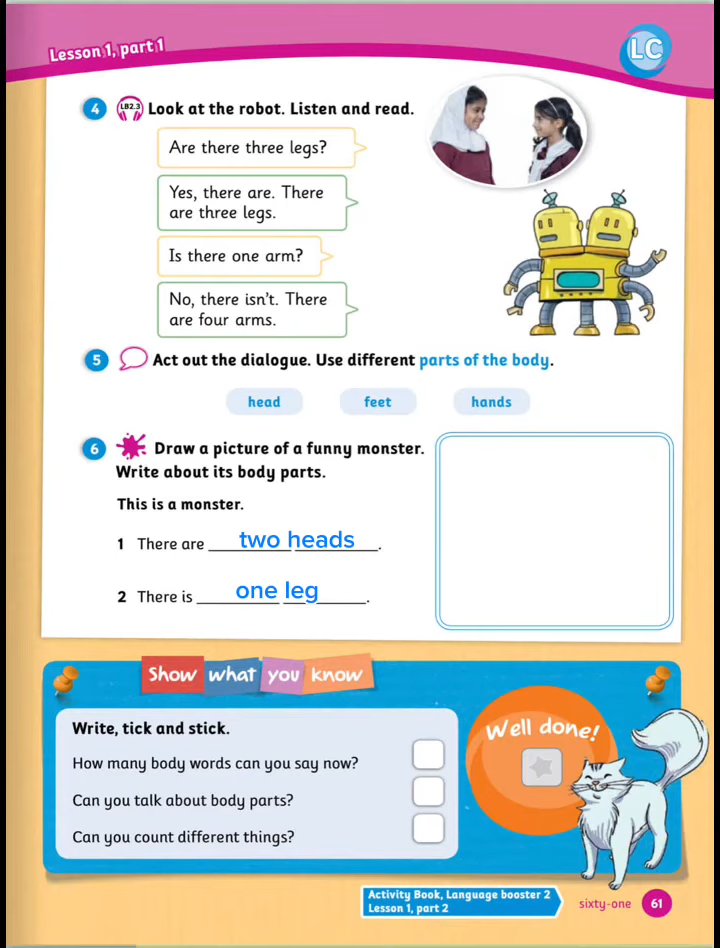 Lesson 1, part 1
LC
4 LB2.3 Look at the robot. Listen and read.
Are there three legs?
Yes, there are. There
are three legs.
Is there one arm?
No, there isn't. There
are four arms.
5 Act out the dialogue. Use different parts of the body.
head feet hands
6 Draw a picture of a funny monster.
Write about its body parts.
This is a monster.
1 There are two heads.
2 There is one leg.
Show what you know
Write, tick and stick.
Well done!
How many body words can you say now?
Can you talk about body parts?
Can you count different things?
Activity Book, Language booster 2
Lesson 1, part 2
sixty-one 61